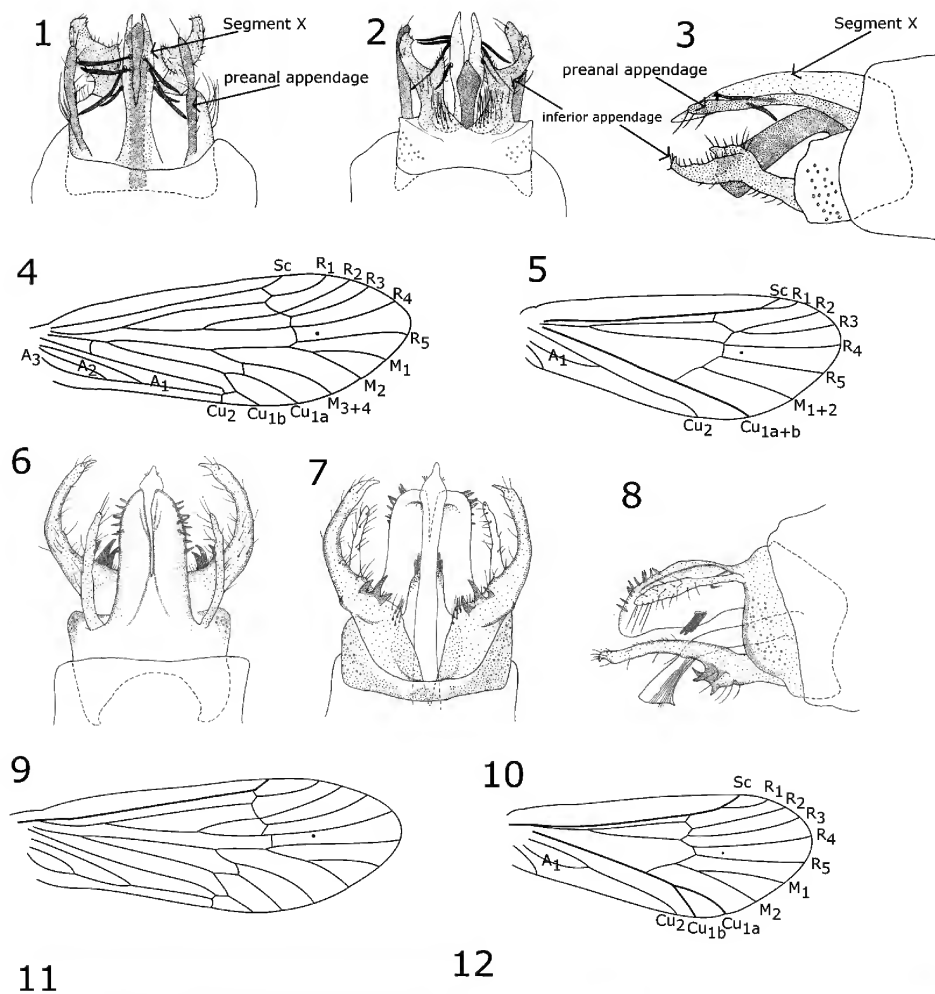 1
Segment X
preanal appendage
2
preanal appendage
inferior appendage
3
Segment X
4
Sc R1 R2 R3 R4
R5
M1
M2
M3+4
Cu1a
Cu1b
Cu2
A1
A2
A3
5
Sc R1 R2
R3
R4
R5
M1+2
Cu1a+b
Cu2
A1
6
7
8
9
10
Sc
R1
R2
R3
R4
R5
M1
M2
Cu1a
Cu1b
Cu2
A1
11
12